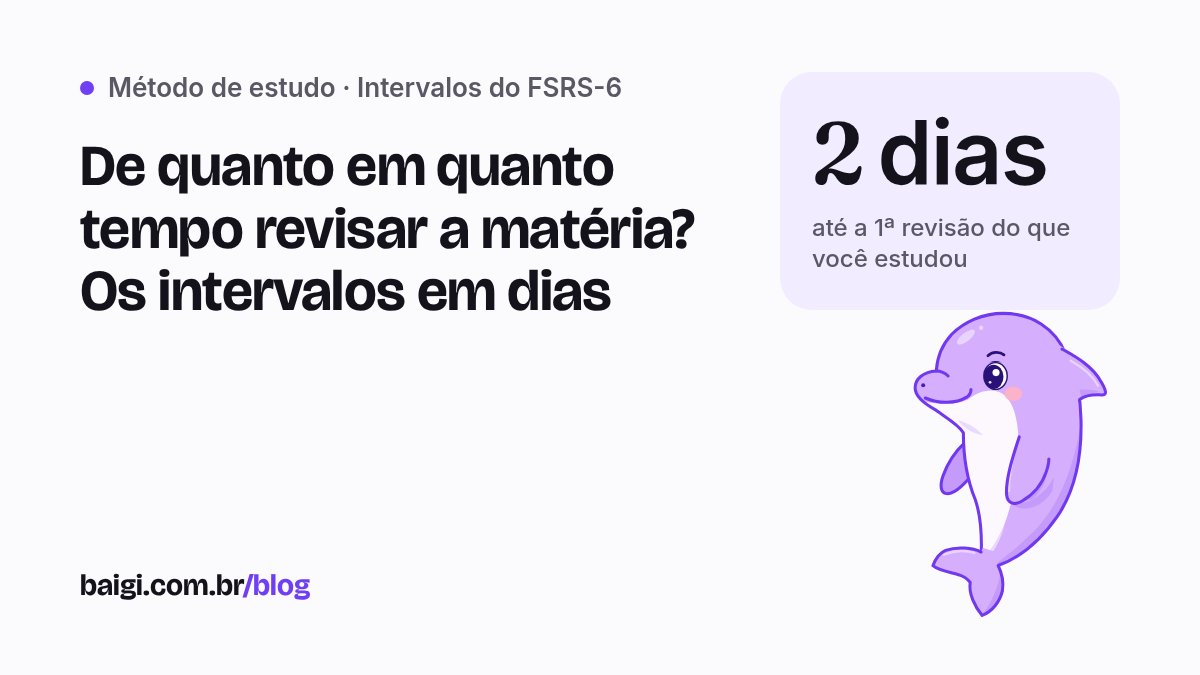 Método de estudo · Intervalos do FSRS-6
De quanto em quanto
tempo revisar a matéria?
Os intervalos em dias
2 dias
até a 1ª revisão do que
você estudou
baigi.com.br/blog